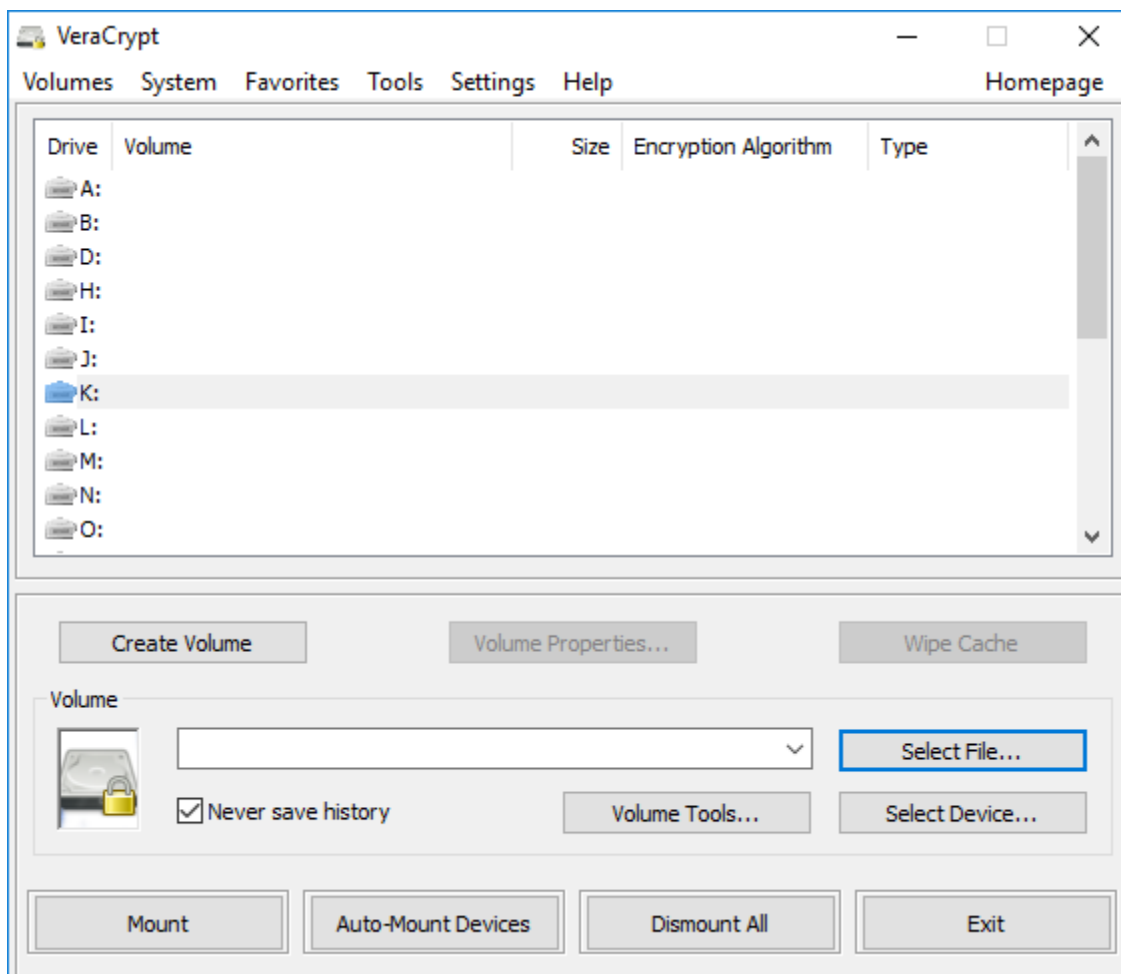 VeraCrypt
Volumes System Favorites Tools Settings Help Homepage
Drive Volume Size Encryption Algorithm Type
A:
B:
D:
H:
I:
J:
K:
L:
M:
N:
O:
Create Volume Volume Properties... Wipe Cache
Volume
Select File...
Never save history Volume Tools... Select Device...
Mount Auto-Mount Devices Dismount All Exit